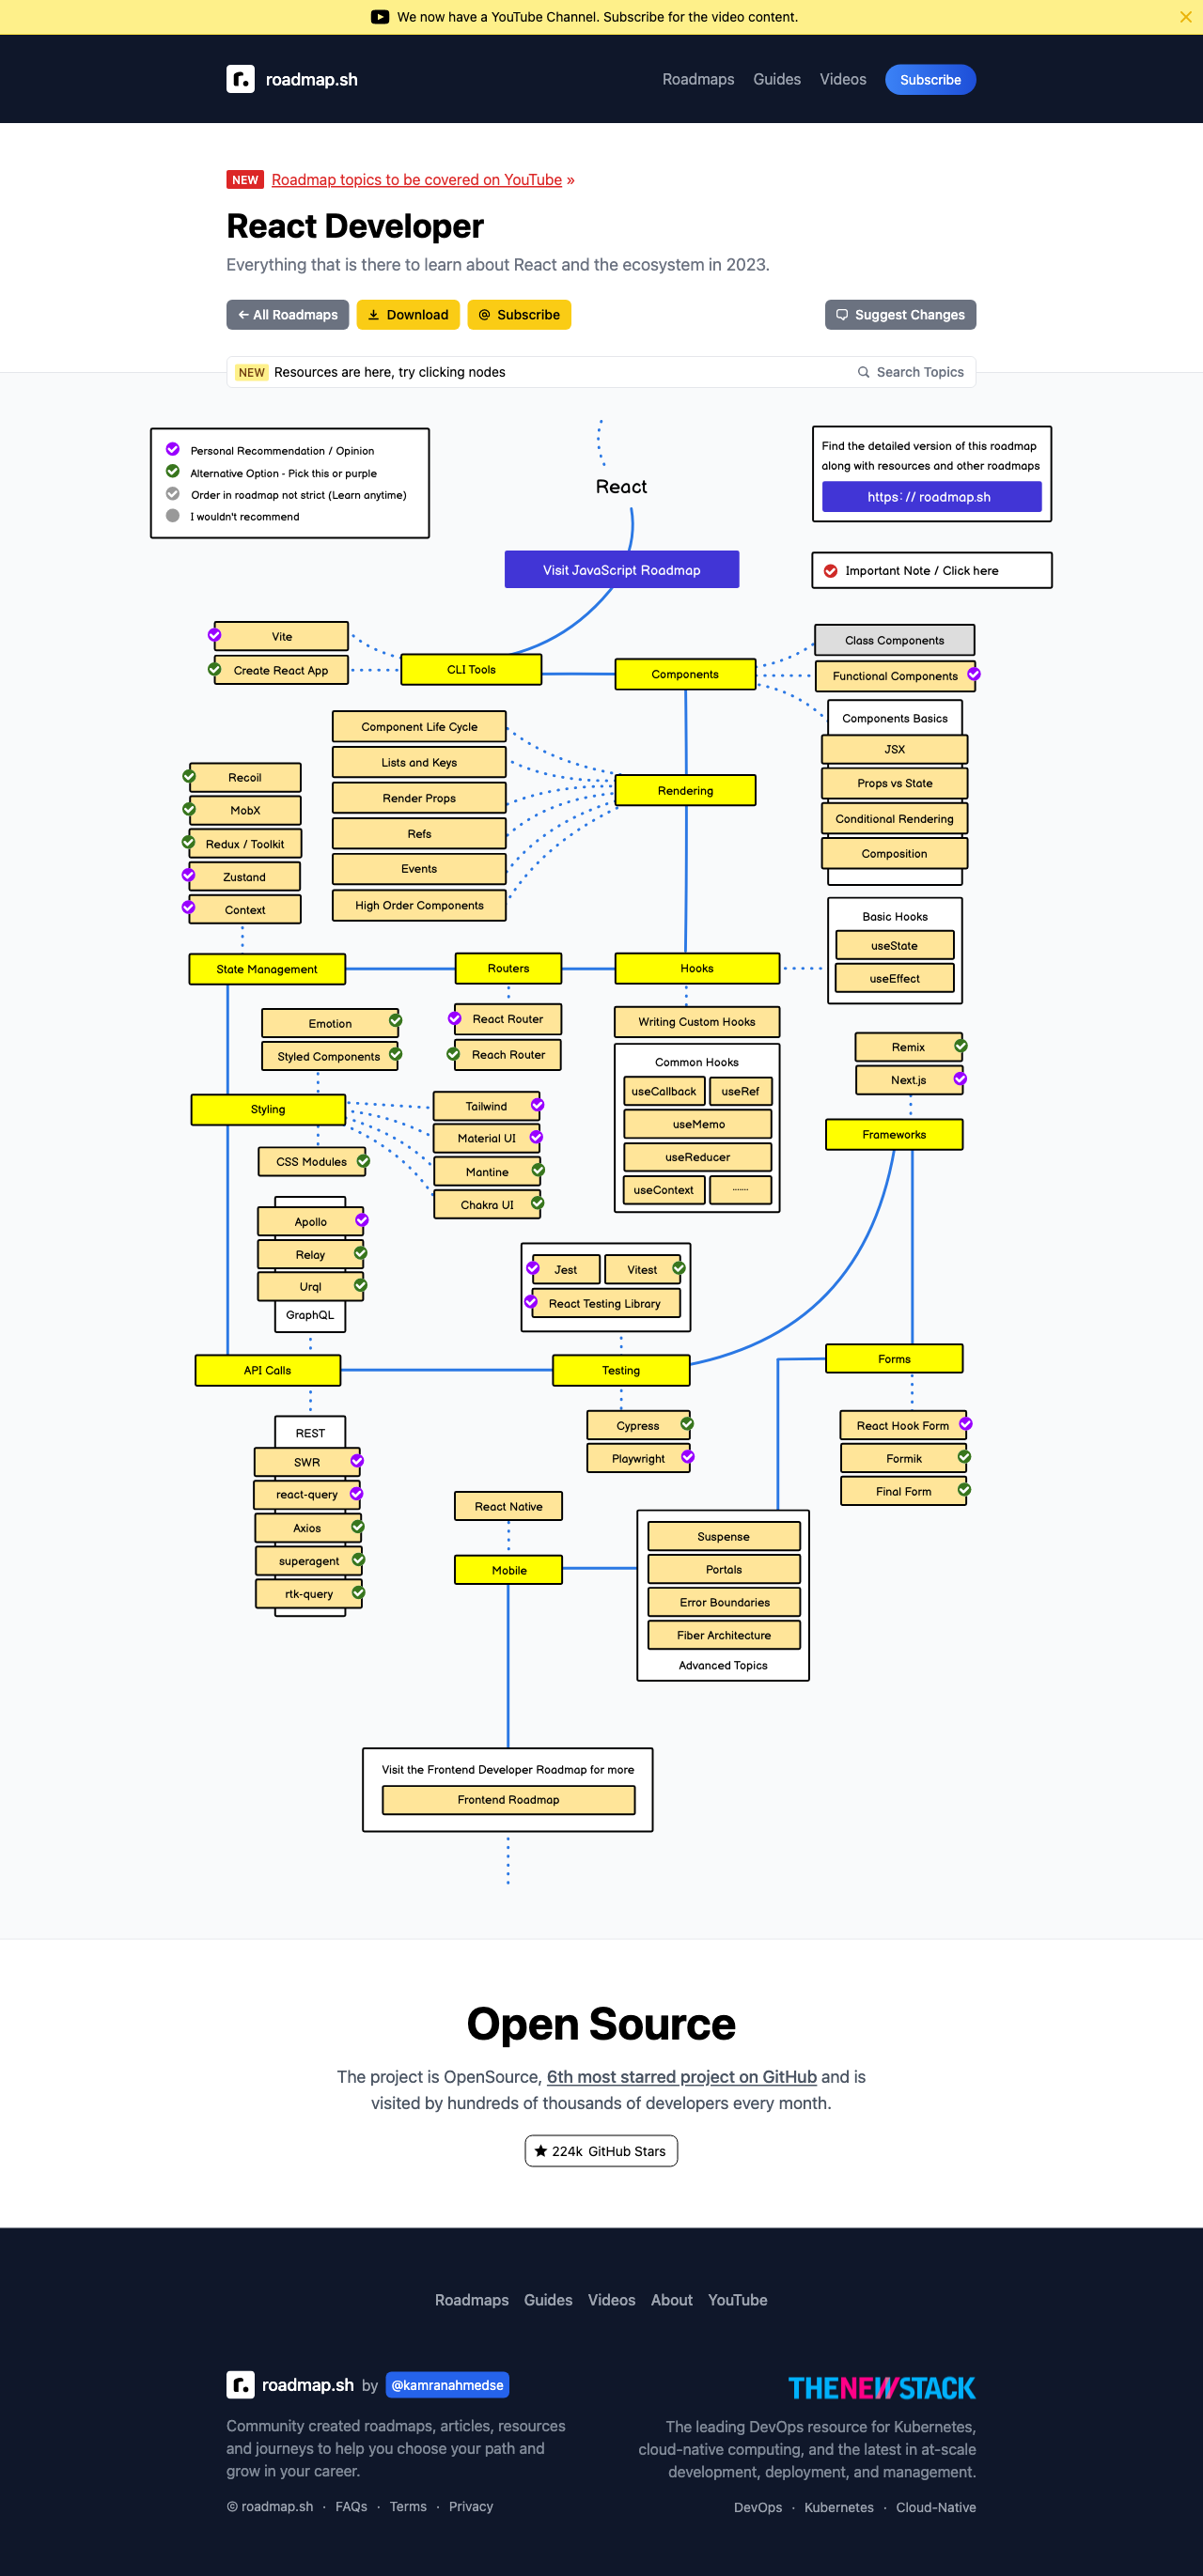 We now have a YouTube Channel. Subscribe for the video content.
roadmap.sh
Roadmaps Guides Videos Subscribe
NEW Roadmap topics to be covered on YouTube »
React Developer
Everything that is there to learn about React and the ecosystem in 2023.
← All Roadmaps
Download
@ Subscribe
Suggest Changes
NEW Resources are here, try clicking nodes
Search Topics
Personal Recommendation / Opinion
Alternative Option - Pick this or purple
Order in roadmap not strict (Learn anytime)
I wouldn't recommend
React
Find the detailed version of this roadmap
along with resources and other roadmaps
https://roadmap.sh
Visit JavaScript Roadmap
Important Note / Click here
Vite
Create React App
CLI Tools
Components
Class Components
Functional Components
Components Basics
JSX
Props vs State
Conditional Rendering
Composition
Component Life Cycle
Lists and Keys
Render Props
Refs
Events
High Order Components
Rendering
Recoil
MobX
Redux / Toolkit
Zustand
Context
State Management
Routers
Hooks
Basic Hooks
useState
useEffect
Emotion
Styled Components
React Router
Reach Router
Writing Custom Hooks
Common Hooks
useCallback
useRef
useMemo
useReducer
useContext
.......
Remix
Next.js
Frameworks
Styling
Tailwind
Material UI
Mantine
Chakra UI
CSS Modules
Apollo
Relay
Urql
GraphQL
Jest
Vitest
React Testing Library
API Calls
Testing
Forms
REST
SWR
react-query
Axios
superagent
rtk-query
Cypress
Playwright
React Hook Form
Formik
Final Form
React Native
Mobile
Suspense
Portals
Error Boundaries
Fiber Architecture
Advanced Topics
Visit the Frontend Developer Roadmap for more
Frontend Roadmap
Open Source
The project is OpenSource, 6th most starred project on GitHub and is
visited by hundreds of thousands of developers every month.
★ 224k GitHub Stars
Roadmaps Guides Videos About YouTube
roadmap.sh by @kamranahmedse
Community created roadmaps, articles, resources
and journeys to help you choose your path and
grow in your career.
© roadmap.sh · FAQs · Terms · Privacy
THENEWSTACK
The leading DevOps resource for Kubernetes,
cloud-native computing, and the latest in at-scale
development, deployment, and management.
DevOps · Kubernetes · Cloud-Native